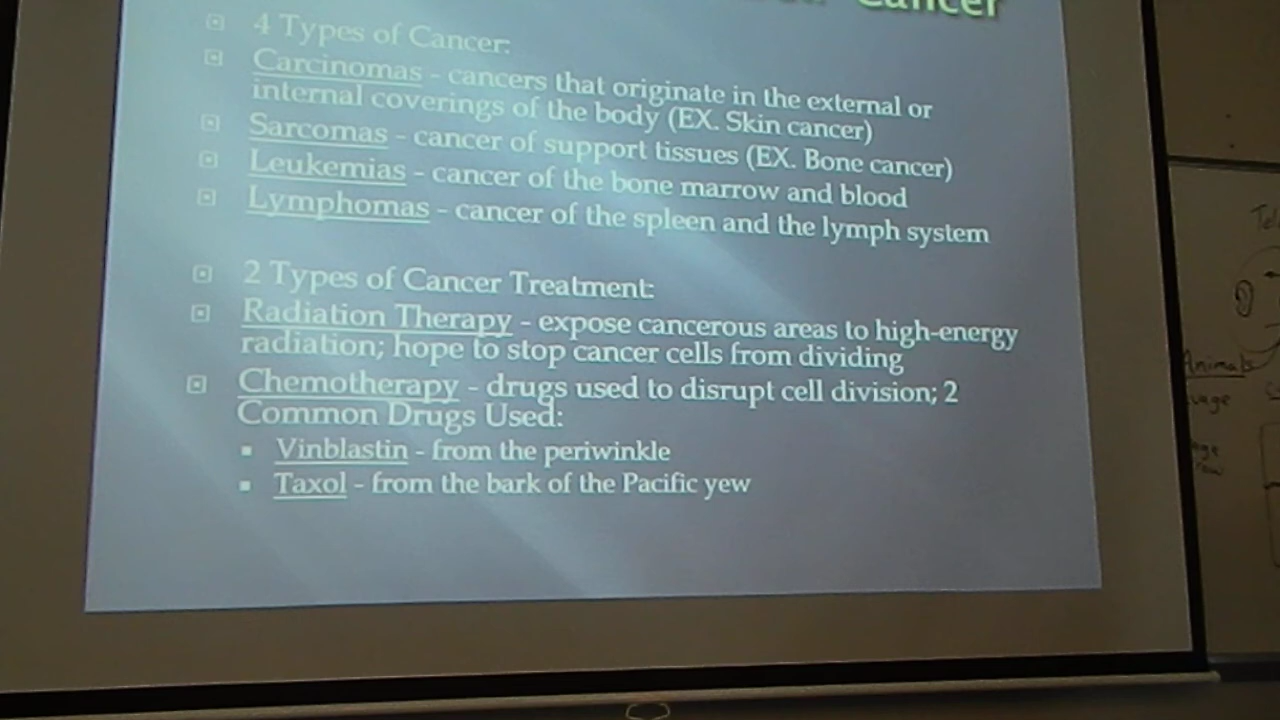 Cancer
4 Types of Cancer:
Carcinomas - cancers that originate in the external or
internal coverings of the body (EX. Skin cancer)
Sarcomas - cancer of support tissues (EX. Bone cancer)
Leukemias - cancer of the bone marrow and blood
Lymphomas - cancer of the spleen and the lymph system
2 Types of Cancer Treatment:
Radiation Therapy - expose cancerous areas to high-energy
radiation; hope to stop cancer cells from dividing
Chemotherapy - drugs used to disrupt cell division; 2
Common Drugs Used:
Vinblastin - from the periwinkle
Taxol - from the bark of the Pacific yew
Animals